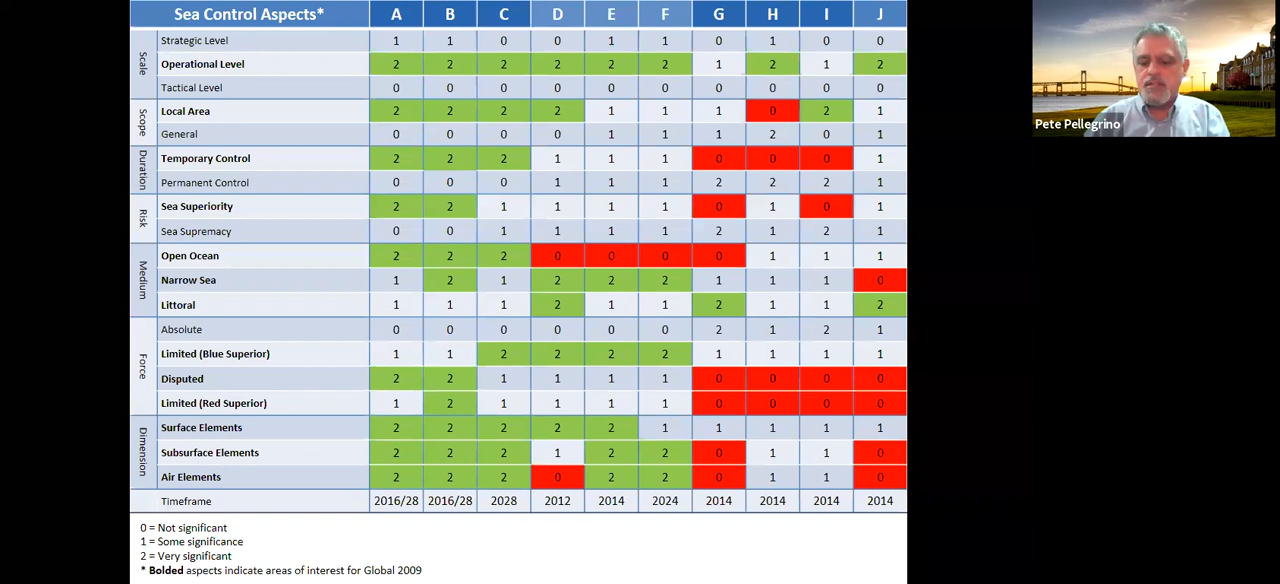 Sea Control Aspects* A B C D E F G H I J
Scale
Strategic Level 1 1 0 0 1 1 0 1 0 0
Operational Level 2 2 2 2 2 2 1 2 1 2
Tactical Level 0 0 0 0 0 0 0 0 0 0
Scope
Local Area 2 2 2 2 1 1 1 0 2 1
General 0 0 0 0 1 1 1 2 0 1
Duration
Temporary Control 2 2 2 1 1 1 0 0 0 1
Permanent Control 0 0 0 1 1 1 2 2 2 1
Risk
Sea Superiority 2 2 1 1 1 1 0 1 0 1
Sea Supremacy 0 0 1 1 1 1 2 1 2 1
Medium
Open Ocean 2 2 2 0 0 0 0 1 1 1
Narrow Sea 1 2 1 2 2 2 1 1 1 0
Littoral 1 1 1 2 1 1 2 1 1 2
Force
Absolute 0 0 0 0 0 0 2 1 2 1
Limited (Blue Superior) 1 1 2 2 2 2 1 1 1 1
Disputed 2 2 1 1 1 1 0 0 0 0
Limited (Red Superior) 1 2 1 1 1 1 0 0 0 0
Dimension
Surface Elements 2 2 2 2 2 1 1 1 1 1
Subsurface Elements 2 2 2 1 2 2 0 1 1 0
Air Elements 2 2 2 0 2 2 0 1 1 0
Timeframe 2016/28 2016/28 2028 2012 2014 2024 2014 2014 2014 2014
0 = Not significant
1 = Some significance
2 = Very significant
* Bolded aspects indicate areas of interest for Global 2009
Pete Pellegrino